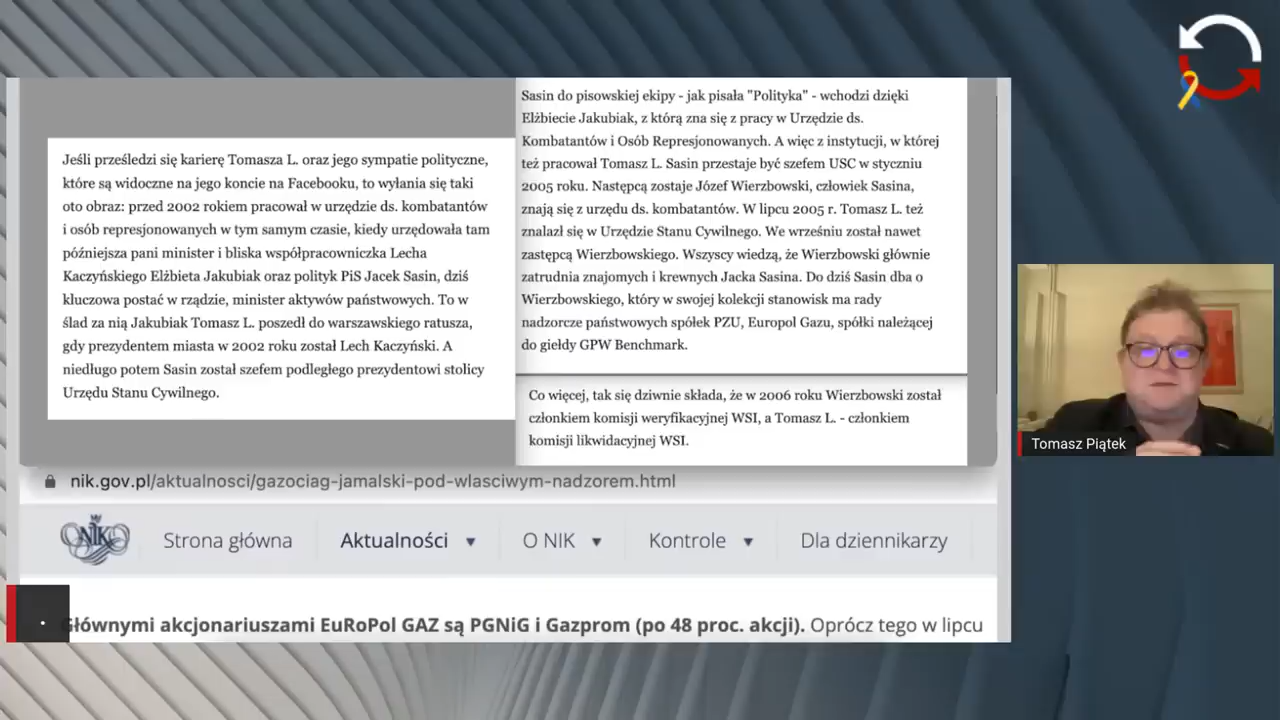 Jeśli prześledzi się karierę Tomasza L. oraz jego sympatie polityczne,
które są widoczne na jego koncie na Facebooku, to wyłania się taki
oto obraz: przed 2002 rokiem pracował w urzędzie ds. kombatantów
i osób represjonowanych w tym samym czasie, kiedy urzędowała tam
późniejsza pani minister i bliska współpracowniczka Lecha
Kaczyńskiego Elżbieta Jakubiak oraz polityk PiS Jacek Sasin, dziś
kluczowa postać w rządzie, minister aktywów państwowych. To w
ślad za nią Jakubiak Tomasz L. poszedł do warszawskiego ratusza,
gdy prezydentem miasta w 2002 roku został Lech Kaczyński. A
niedługo potem Sasin został szefem podległego prezydentowi stolicy
Urzędu Stanu Cywilnego.
Sasin do pisowskiej ekipy - jak pisała "Polityka" - wchodzi dzięki
Elżbiecie Jakubiak, z którą zna się z pracy w Urzędzie ds.
Kombatantów i Osób Represjonowanych. A więc z instytucji, w której
też pracował Tomasz L. Sasin przestaje być szefem USC w styczniu
2005 roku. Następcą zostaje Józef Wierzbowski, człowiek Sasina,
znają się z urzędu ds. kombatantów. W lipcu 2005 r. Tomasz L. też
znalazł się w Urzędzie Stanu Cywilnego. We wrześniu został nawet
zastępcą Wierzbowskiego. Wszyscy wiedzą, że Wierzbowski głównie
zatrudnia znajomych i krewnych Jacka Sasina. Do dziś Sasin dba o
Wierzbowskiego, który w swojej kolekcji stanowisk ma rady
nadzorcze państwowych spółek PZU, Europol Gazu, spółki należącej
do giełdy GPW Benchmark.
Co więcej, tak się dziwnie składa, że w 2006 roku Wierzbowski został
członkiem komisji weryfikacyjnej WSI, a Tomasz L. - członkiem
komisji likwidacyjnej WSI.
nik.gov.pl/aktualnosci/gazociag-jamalski-pod-wlasciwym-nadzorem.html
NIK
Strona główna
Aktualności
O NIK
Kontrole
Dla dziennikarzy
Głównymi akcjonariuszami EuRoPol GAZ są PGNiG i Gazprom (po 48 proc. akcji). Oprócz tego w lipcu
Tomasz Piątek